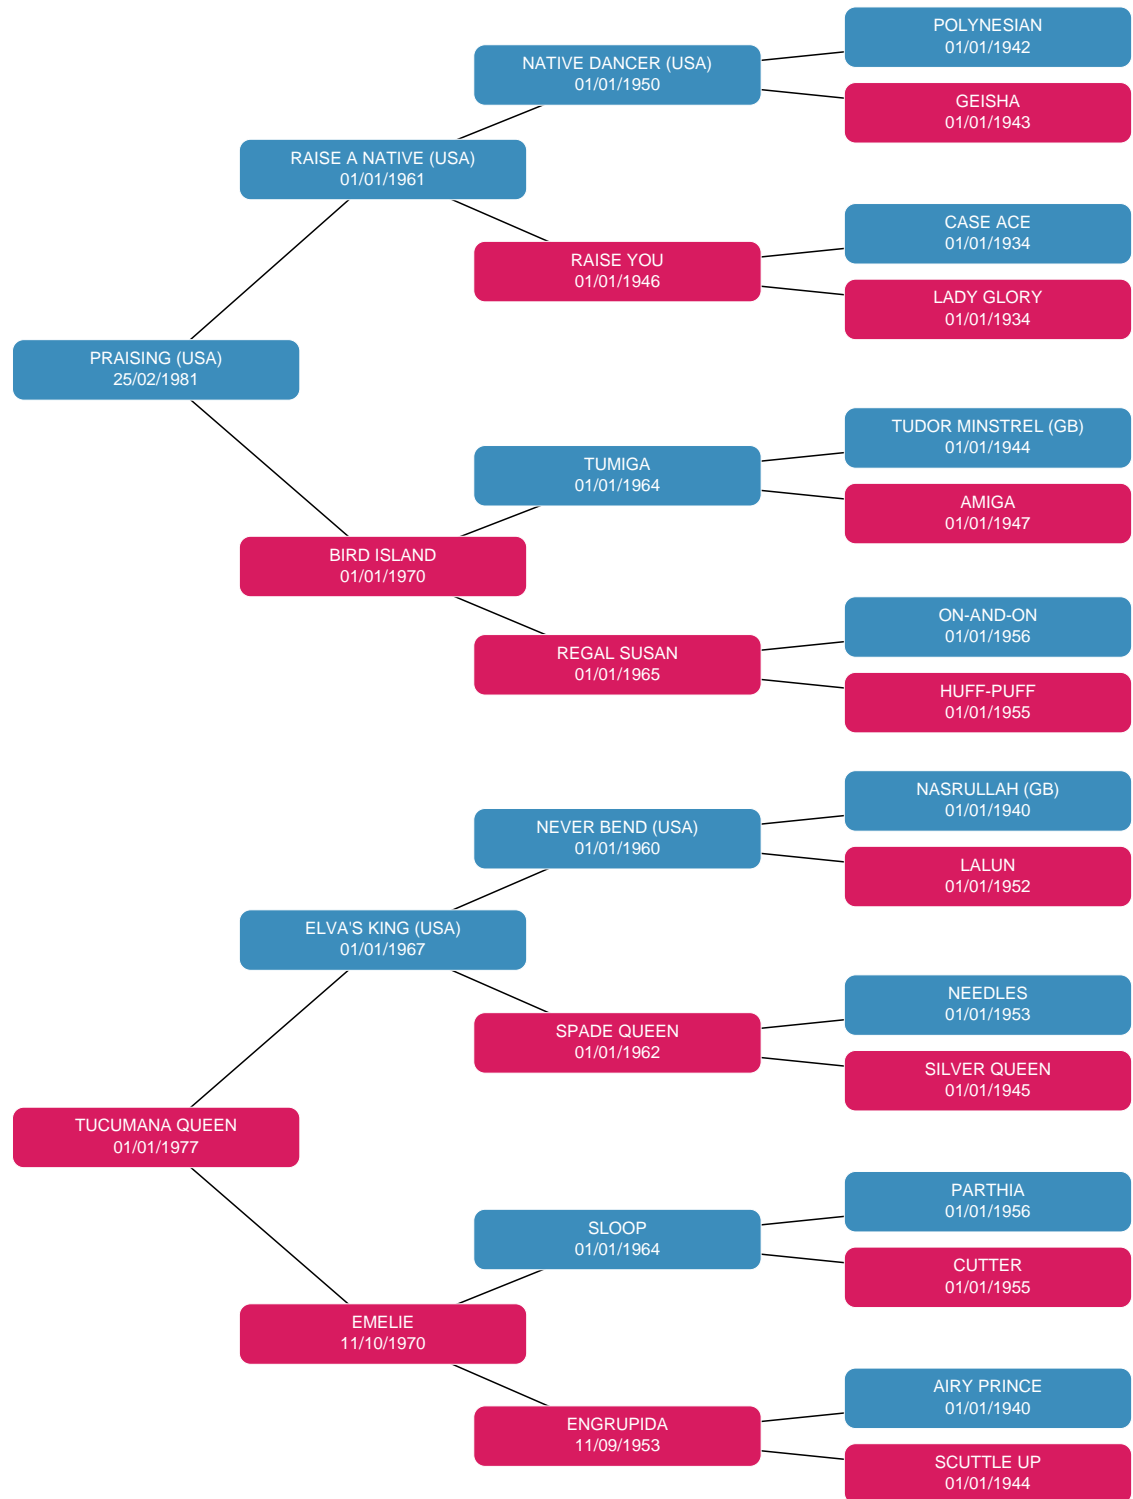 POLYNESIAN
01/01/1942
NATIVE DANCER (USA)
01/01/1950
GEISHA
01/01/1943
RAISE A NATIVE (USA)
01/01/1961
CASE ACE
01/01/1934
RAISE YOU
01/01/1946
LADY GLORY
01/01/1934
PRAISING (USA)
25/02/1981
TUDOR MINSTREL (GB)
01/01/1944
TUMIGA
01/01/1964
AMIGA
01/01/1947
BIRD ISLAND
01/01/1970
ON-AND-ON
01/01/1956
REGAL SUSAN
01/01/1965
HUFF-PUFF
01/01/1955
NASRULLAH (GB)
01/01/1940
NEVER BEND (USA)
01/01/1960
LALUN
01/01/1952
ELVA'S KING (USA)
01/01/1967
NEEDLES
01/01/1953
SPADE QUEEN
01/01/1962
SILVER QUEEN
01/01/1945
TUCUMANA QUEEN
01/01/1977
PARTHIA
01/01/1956
SLOOP
01/01/1964
CUTTER
01/01/1955
EMELIE
11/10/1970
AIRY PRINCE
01/01/1940
ENGRUPIDA
11/09/1953
SCUTTLE UP
01/01/1944